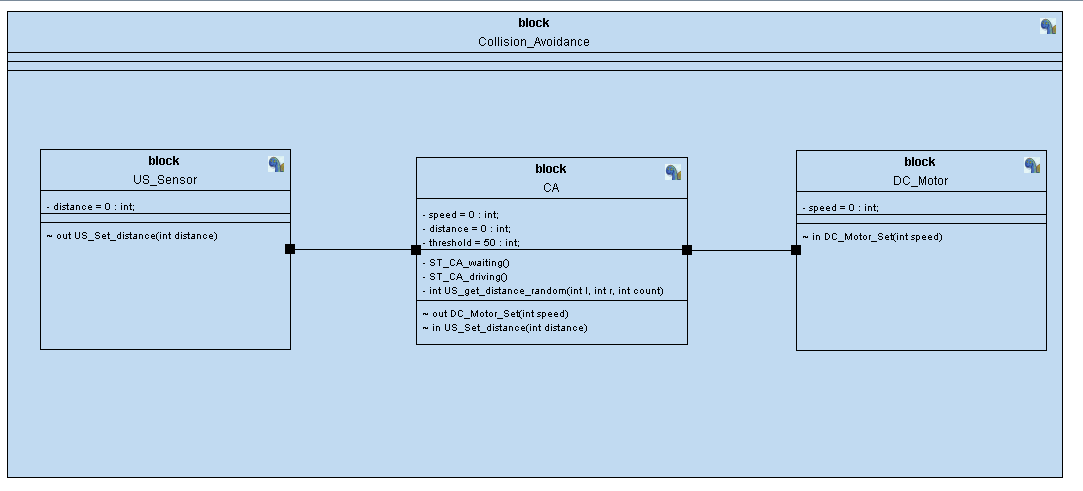 block
Collision_Avoidance
block
US_Sensor
- distance = 0 : int;
~ out US_Set_distance(int distance)
block
CA
- speed = 0 : int;
- distance = 0 : int;
- threshold = 50 : int;
- ST_CA_waiting()
- ST_CA_driving()
- int US_get_distance_random(int l, int r, int count)
~ out DC_Motor_Set(int speed)
~ in US_Set_distance(int distance)
block
DC_Motor
- speed = 0 : int;
~ in DC_Motor_Set(int speed)